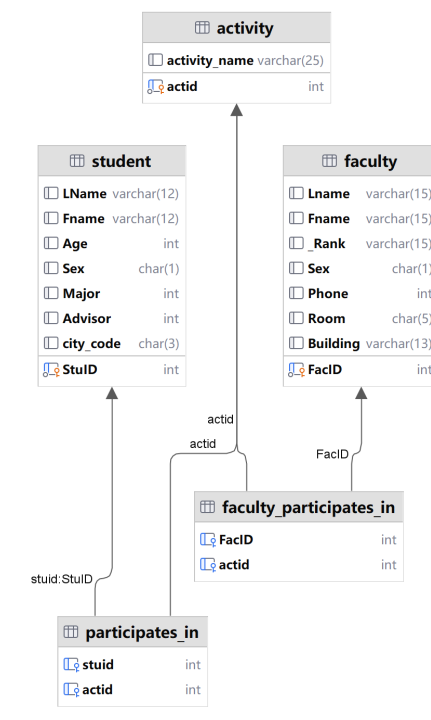 activity
activity_name varchar(25)
actid int
student
LName varchar(12)
Fname varchar(12)
Age int
Sex char(1)
Major int
Advisor int
city_code char(3)
StuID int
faculty
Lname varchar(15)
Fname varchar(15)
_Rank varchar(15)
Sex char(1)
Phone int
Room char(5)
Building varchar(13)
FacID int
actid
actid
FacID
faculty_participates_in
FacID int
actid int
stuid:StuID
participates_in
stuid int
actid int